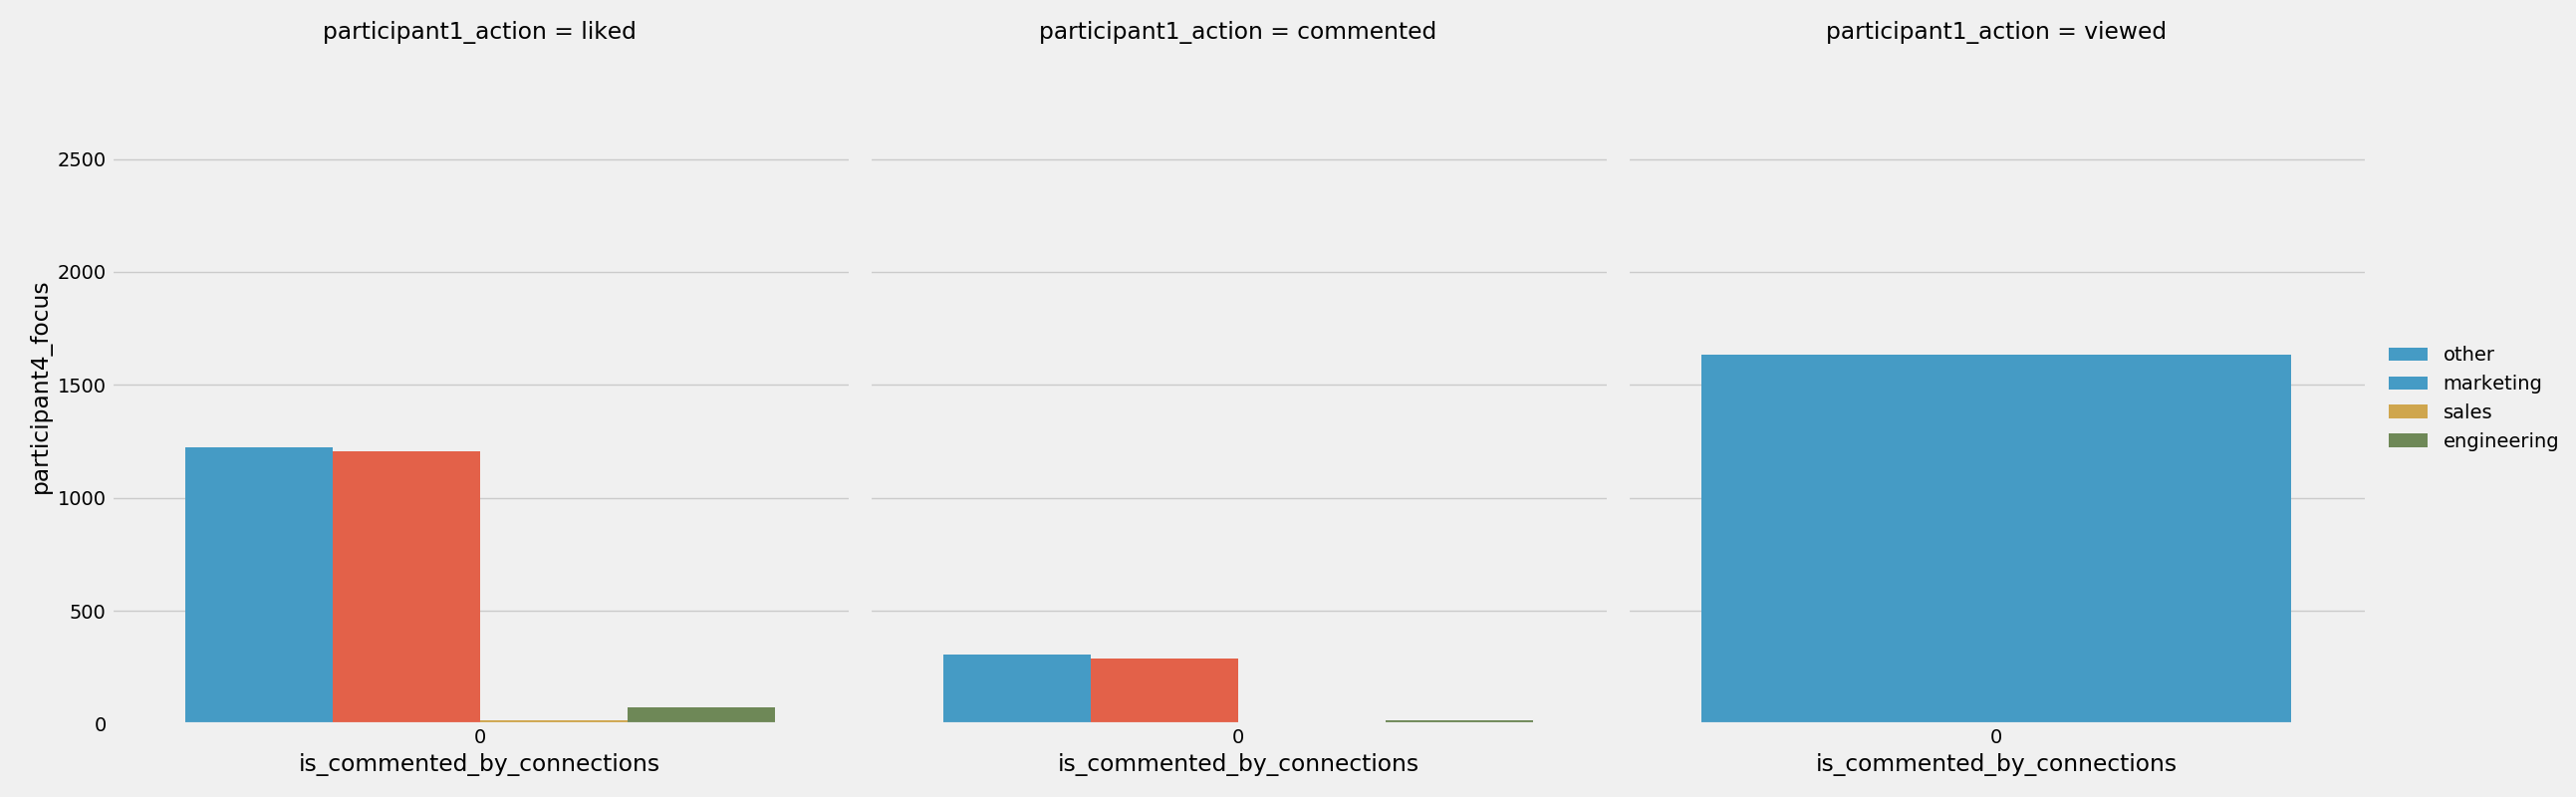 participant1_action = liked
participant1_action = commented
participant1_action = viewed
participant4_focus
2500
2000
1500
1000
500
0
0
0
0
is_commented_by_connections
is_commented_by_connections
is_commented_by_connections
other
marketing
sales
engineering